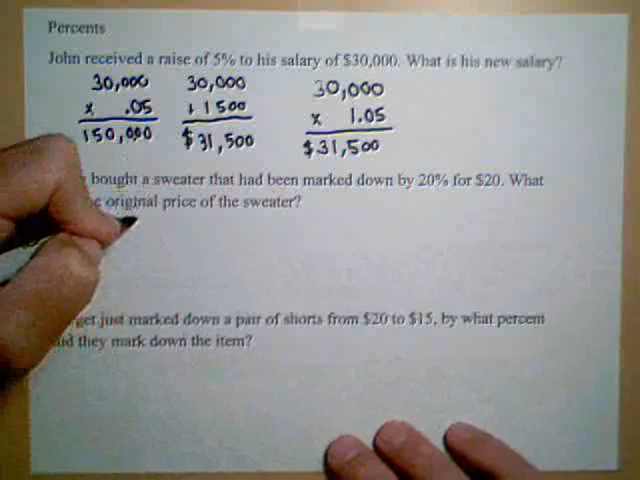 Percents
John received a raise of 5% to his salary of $30,000. What is his new salary?
30,000 30,000 30,000
x .05 + 1500 x 1.05
150,000 $31,500 $31,500
bought a sweater that had been marked down by 20% for $20. What
original price of the sweater?
just marked down a pair of shorts from $20 to $15, by what percent
did they mark down the item?